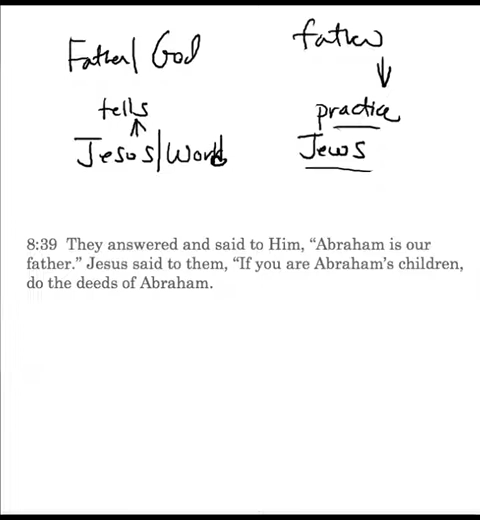 Father/God
father
tells
practice
Jesus/Word
Jews
8:39 They answered and said to Him, “Abraham is our
father.” Jesus said to them, “If you are Abraham’s children,
do the deeds of Abraham.